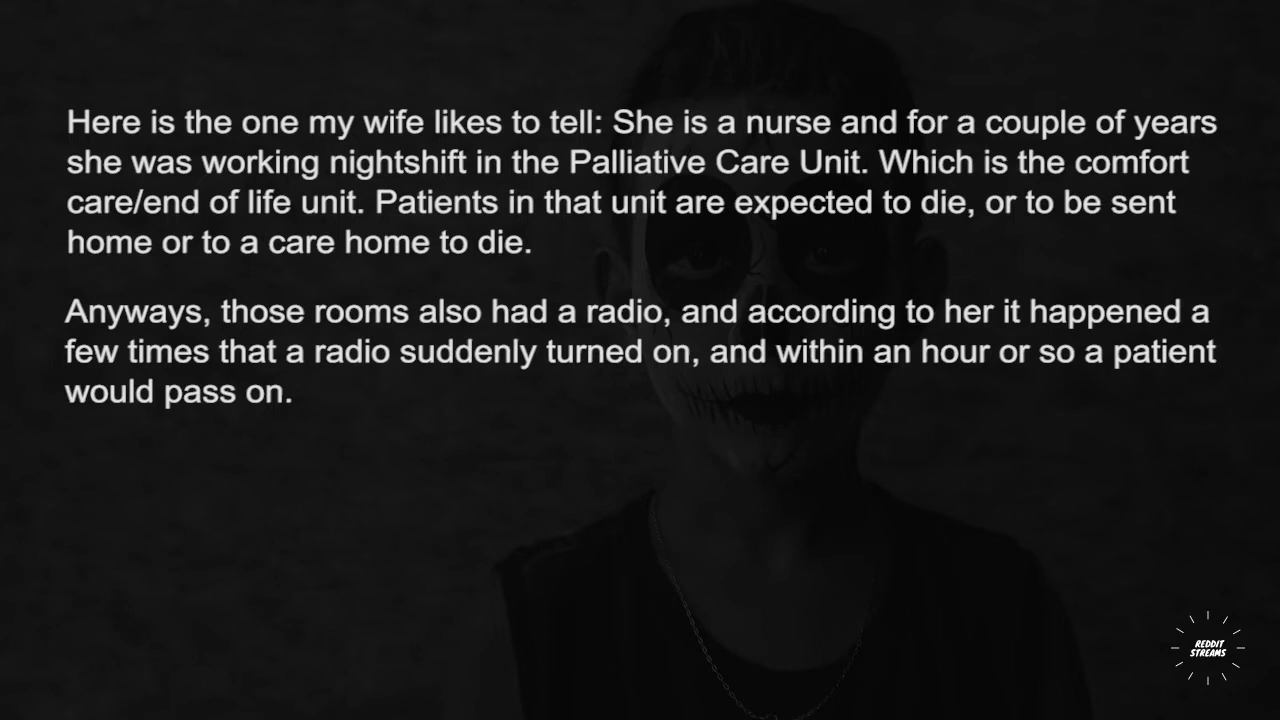 Here is the one my wife likes to tell: She is a nurse and for a couple of years
she was working nightshift in the Palliative Care Unit. Which is the comfort
care/end of life unit. Patients in that unit are expected to die, or to be sent
home or to a care home to die.
Anyways, those rooms also had a radio, and according to her it happened a
few times that a radio suddenly turned on, and within an hour or so a patient
would pass on.
REDDIT
STREAMS